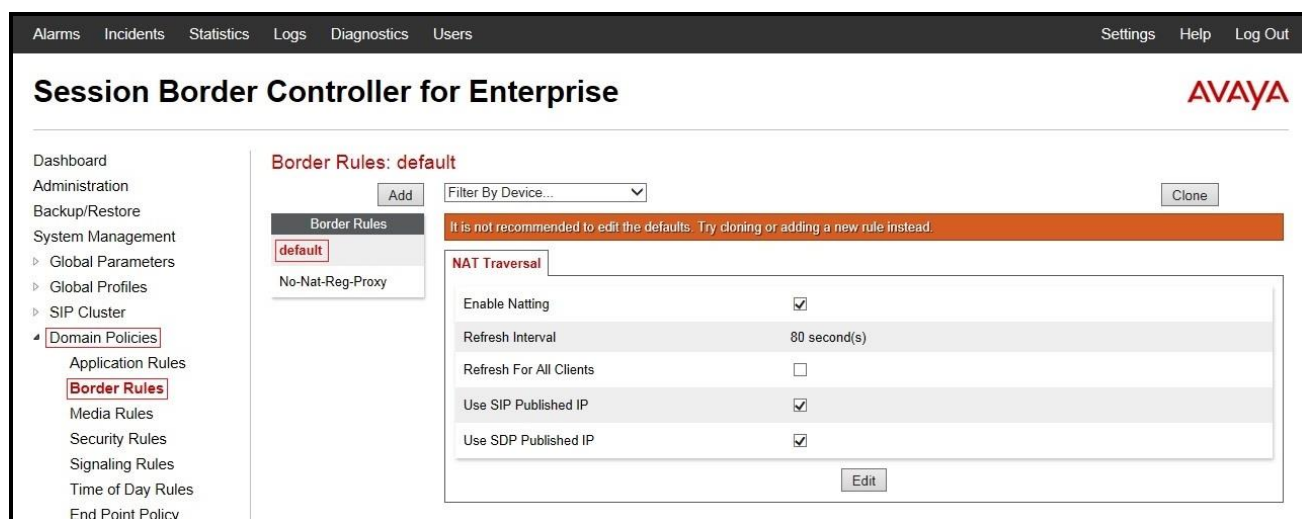 Alarms Incidents Statistics Logs Diagnostics Users Settings Help Log Out
Session Border Controller for Enterprise
AVAYA
Dashboard
Administration
Backup/Restore
System Management
Global Parameters
Global Profiles
SIP Cluster
Domain Policies
Application Rules
Border Rules
Media Rules
Security Rules
Signaling Rules
Time of Day Rules
End Point Policy
Border Rules: default
Add
Filter By Device...
Clone
Border Rules
default
No-Nat-Reg-Proxy
It is not recommended to edit the defaults. Try cloning or adding a new rule instead.
NAT Traversal
Enable Natting
Refresh Interval 80 second(s)
Refresh For All Clients
Use SIP Published IP
Use SDP Published IP
Edit